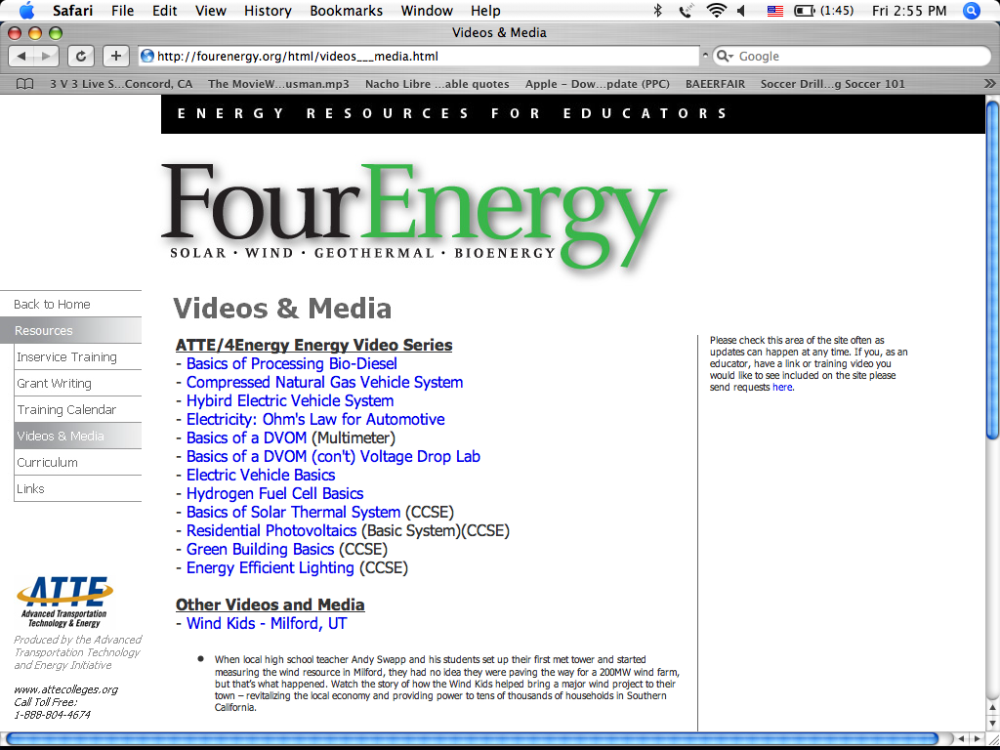 Safari File Edit View History Bookmarks Window Help (1:45) Fri 2:55 PM
Videos & Media
http://fourenergy.org/html/videos___media.html Google
3 V 3 Live S...Concord, CA The MovieW...usman.mp3 Nacho Libre ...able quotes Apple - Dow...pdate (PPC) BAEERFAIR Soccer Drill...g Soccer 101
ENERGY RESOURCES FOR EDUCATORS
FourEnergy
SOLAR · WIND · GEOTHERMAL · BIOENERGY
Back to Home
Resources
Inservice Training
Grant Writing
Training Calendar
Videos & Media
Curriculum
Links
ATTE
Advanced Transportation
Technology & Energy
Produced by the Advanced
Transportation Technology
and Energy Initiative
www.attecolleges.org
Call Toll Free:
1-888-804-4674
Videos & Media
ATTE/4Energy Energy Video Series
- Basics of Processing Bio-Diesel
- Compressed Natural Gas Vehicle System
- Hybird Electric Vehicle System
- Electricity: Ohm's Law for Automotive
- Basics of a DVOM (Multimeter)
- Basics of a DVOM (con't) Voltage Drop Lab
- Electric Vehicle Basics
- Hydrogen Fuel Cell Basics
- Basics of Solar Thermal System (CCSE)
- Residential Photovoltaics (Basic System)(CCSE)
- Green Building Basics (CCSE)
- Energy Efficient Lighting (CCSE)
Other Videos and Media
- Wind Kids - Milford, UT
• When local high school teacher Andy Swapp and his students set up their first met tower and started
measuring the wind resource in Milford, they had no idea they were paving the way for a 200MW wind farm,
but that's what happened. Watch the story of how the Wind Kids helped bring a major wind project to their
town – revitalizing the local economy and providing power to tens of thousands of households in Southern
California.
Please check this area of the site often as
updates can happen at any time. If you, as an
educator, have a link or training video you
would like to see included on the site please
send requests here.